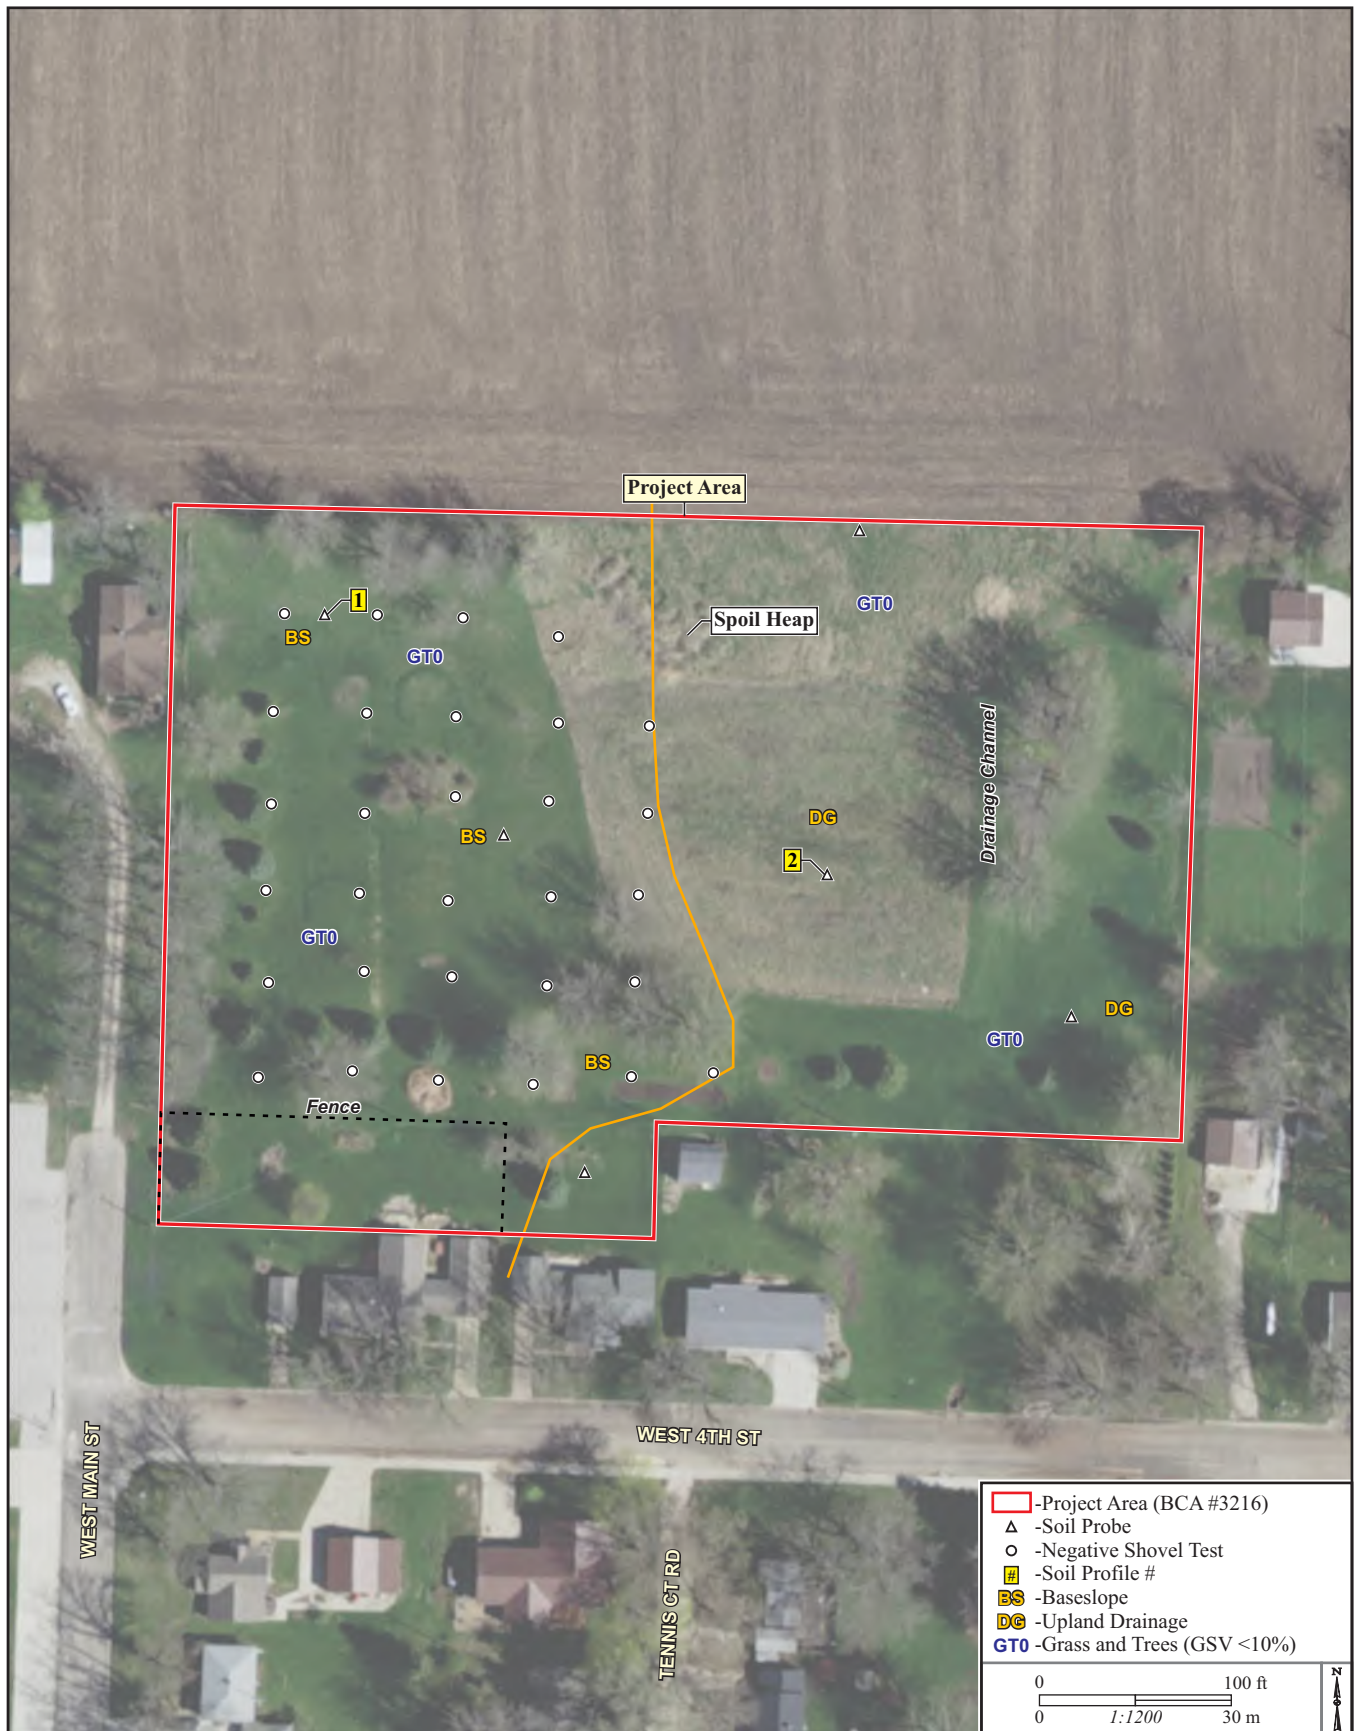 Project Area
1
Spoil Heap
GT0
BS
GT0
Drainage Channel
DG
BS
2
GT0
DG
GT0
BS
Fence
WEST 4TH ST
WEST MAIN ST
TENNIS CT RD
-Project Area (BCA #3216)
-Soil Probe
-Negative Shovel Test
# -Soil Profile #
BS -Baseslope
DG -Upland Drainage
GT0 -Grass and Trees (GSV <10%)
0 100 ft
0 1:1200 30 m
N